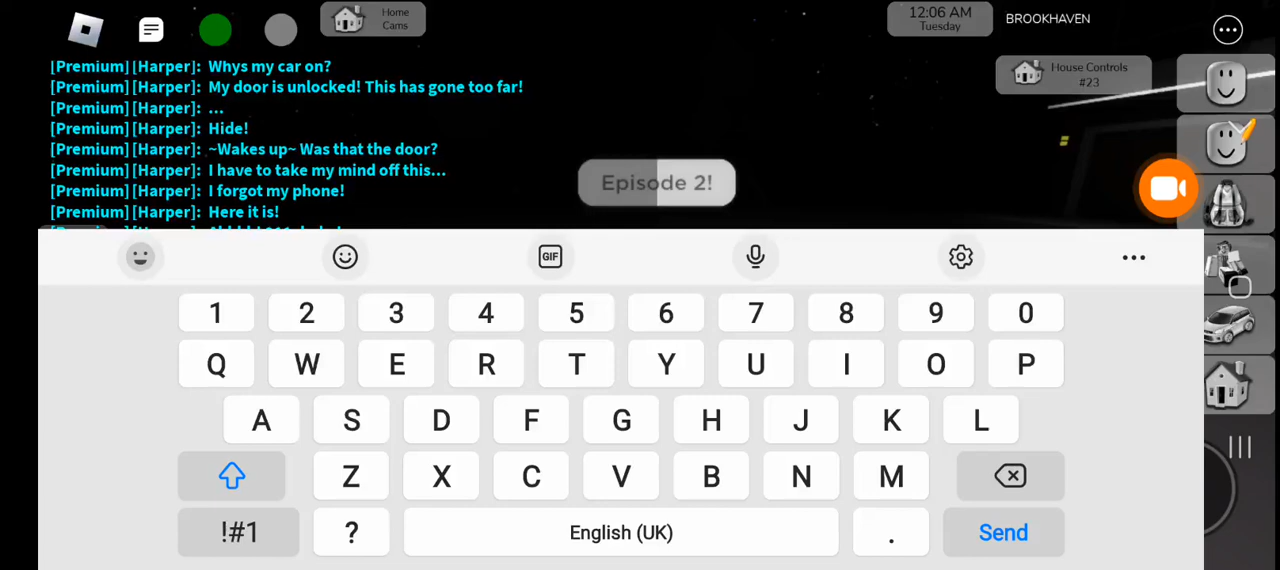 Home
Cams
12:06 AM
Tuesday
BROOKHAVEN
House Controls
#23
[Premium][Harper]: Whys my car on?
[Premium][Harper]: My door is unlocked! This has gone too far!
[Premium][Harper]: ...
[Premium][Harper]: Hide!
[Premium][Harper]: ~Wakes up~ Was that the door?
[Premium][Harper]: I have to take my mind off this...
[Premium][Harper]: I forgot my phone!
[Premium][Harper]: Here it is!
Episode 2!
GIF
1 2 3 4 5 6 7 8 9 0
Q W E R T Y U I O P
A S D F G H J K L
Z X C V B N M
!#1 ? English (UK) . Send